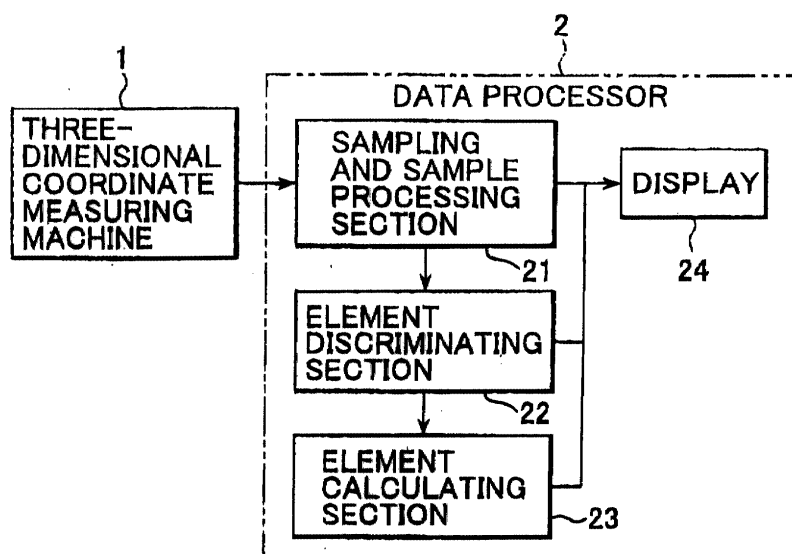 1
THREE-
DIMENSIONAL
COORDINATE
MEASURING
MACHINE
2
DATA PROCESSOR
SAMPLING
AND SAMPLE
PROCESSING
SECTION
21
DISPLAY
24
ELEMENT
DISCRIMINATING
SECTION
22
ELEMENT
CALCULATING
SECTION
23